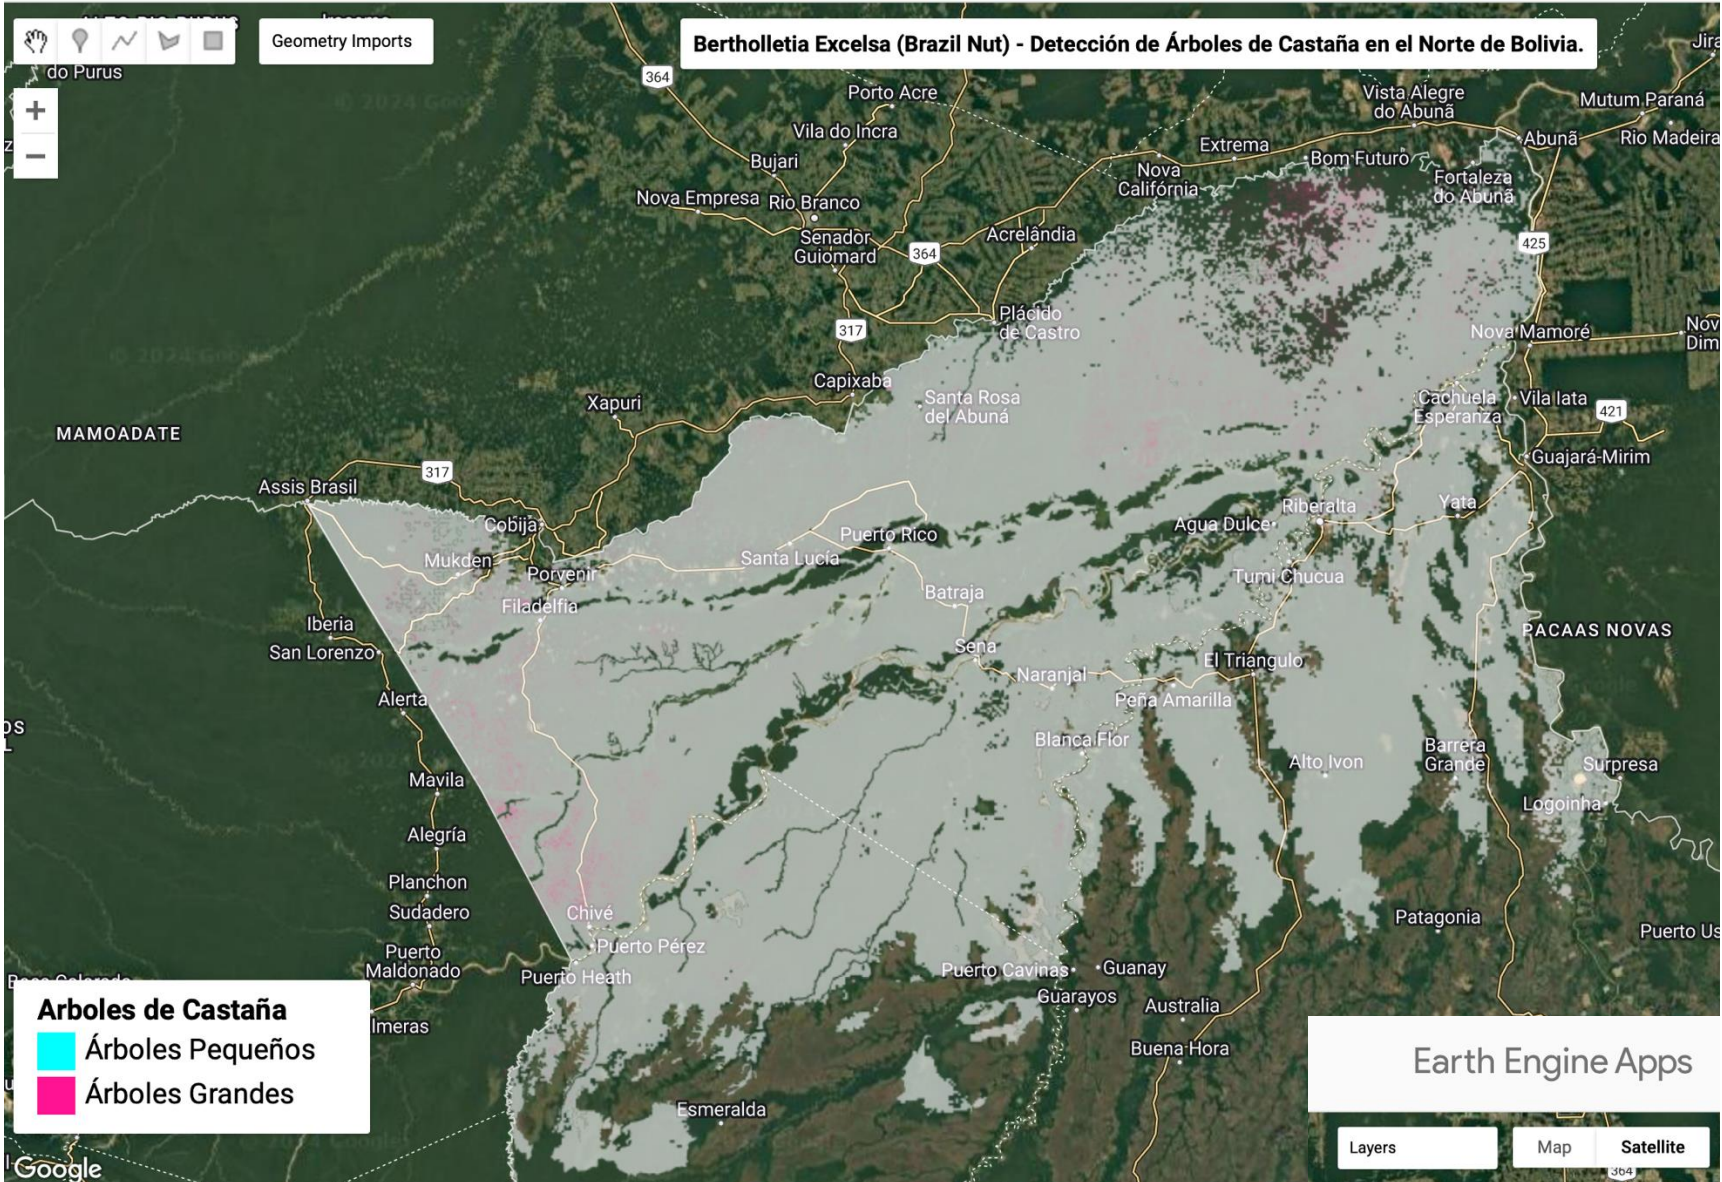 Geometry Imports
Bertholletia Excelsa (Brazil Nut) - Detección de Árboles de Castaña en el Norte de Bolivia.
do Purus
364
Porto Acre
Vista Alegre
do Abunã
Mutum Paraná
Vila do Incra
Extrema
Abunã
Rio Madeira
Bujari
Bom Futuro
Nova
Califórnia
Fortaleza
do Abunã
Nova Empresa
Rio Branco
Senador
Guiomard
364
Acrelândia
425
Plácido
de Castro
317
Nova Mamoré
Nov
Dim
Capixaba
Santa Rosa
del Abuná
Cachuela
Esperanza
Vila Iata
421
Xapuri
MAMOADATE
317
Guajará-Mirim
Assis Brasil
Cobija
Riberalta
Yata
Agua Dulce
Puerto Rico
Santa Lucía
Mukden
Porvenir
Tumi Chucua
Filadelfia
Batraja
Iberia
San Lorenzo
PACAAS NOVAS
Sena
El Triangulo
Naranjal
Peña Amarilla
Alerta
Blanca Flor
Barrera
Grande
Alto Ivon
Surpresa
Mavila
Logoinha
Alegría
Planchon
Sudadero
Chivé
Patagonia
Puerto Us
Puerto Pérez
Puerto
Maldonado
Puerto Heath
Puerto Cavinas
Guanay
Guarayos
Australia
Imeras
Buena Hora
Esmeralda
Arboles de Castaña
Árboles Pequeños
Árboles Grandes
Earth Engine Apps
Layers
Map
Satellite
364
Google